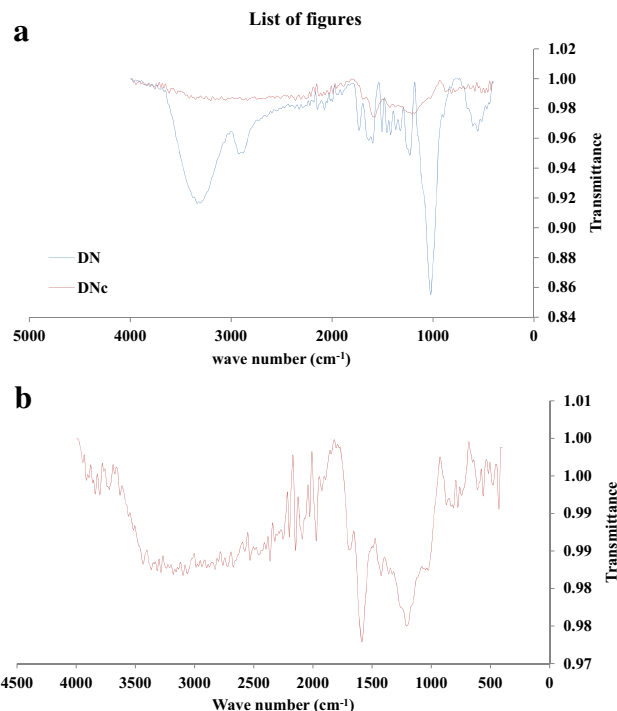 List of figures
a
1.02
1.00
0.98
0.96
0.94
0.92
0.90
0.88
0.86
0.84
Transmittance
DN
DNc
5000 4000 3000 2000 1000 0
wave number (cm-1)
b
1.01
1.00
1.00
0.99
0.99
0.98
0.98
0.97
Transmittance
4500 4000 3500 3000 2500 2000 1500 1000 500 0
Wave number (cm-1)